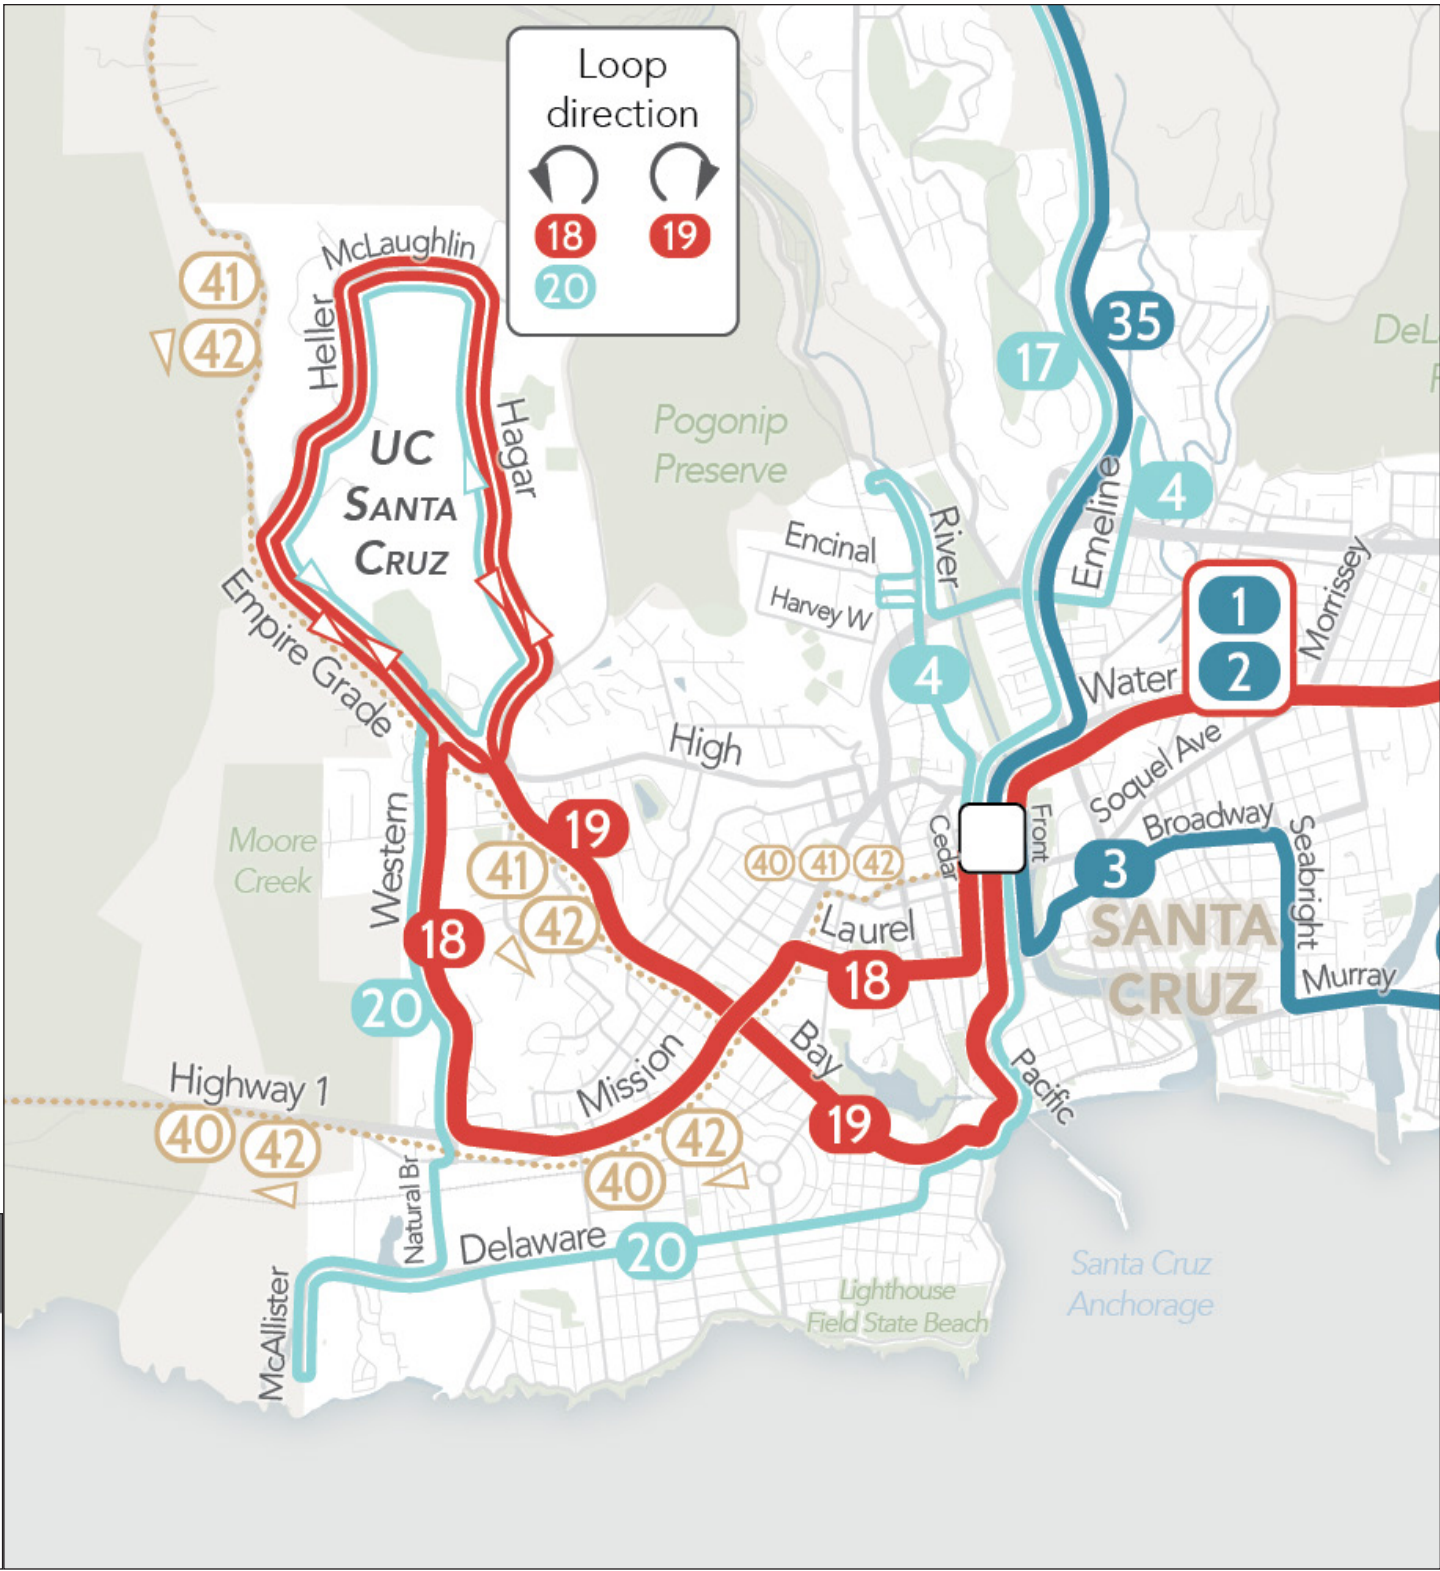 Loop
direction
18
19
20
McLaughlin
41
42
Heller
35
17
DeL
F
Hagar
UC
SANTA
CRUZ
Pogonip
Preserve
Emeline
4
River
Encinal
Harvey W
Morrissey
1
2
Empire Grade
4
Water
High
Soquel Ave
19
Western
Moore
Creek
41
42
40
41
42
Cedar
Front
Broadway
3
Seabright
SANTA
CRUZ
Laurel
18
18
20
Murray
Bay
Mission
Pacific
Highway 1
40
42
19
42
40
Natural Br
Delaware
20
McAllister
Santa Cruz
Anchorage
Lighthouse
Field State Beach